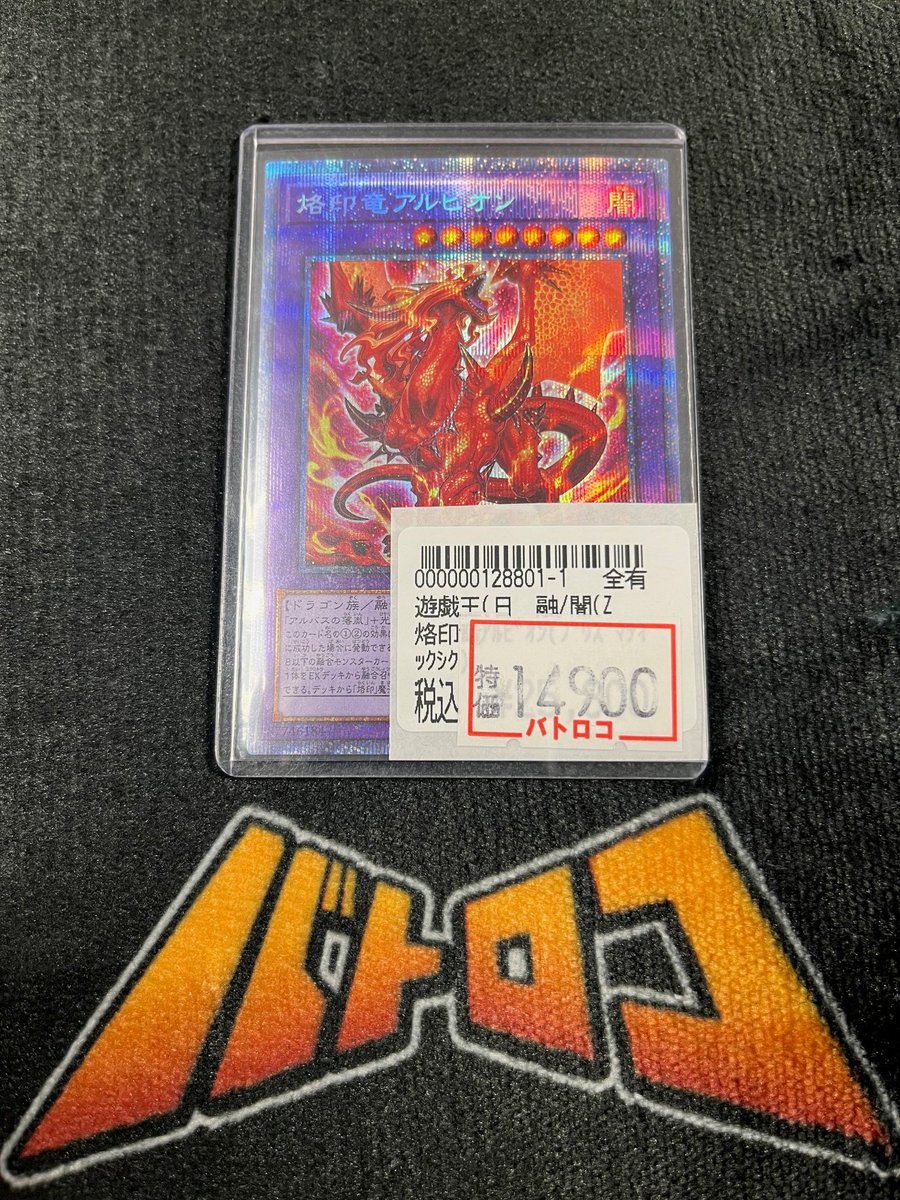 烙印竜アルビオン 闇
【ドラゴン族／融
「アルバスの落胤」＋光
このカード名の①②の効果
に成功した場合に発動でき
8以下の融合モンスターカー
1体をEXデッキから融合召
できる。デッキから「烙印」魔
000000128801-1 全有
遊戯王(日 融/闇(Z
烙印
ックシク
税込 特価 14900
バトロコ
バトロコ